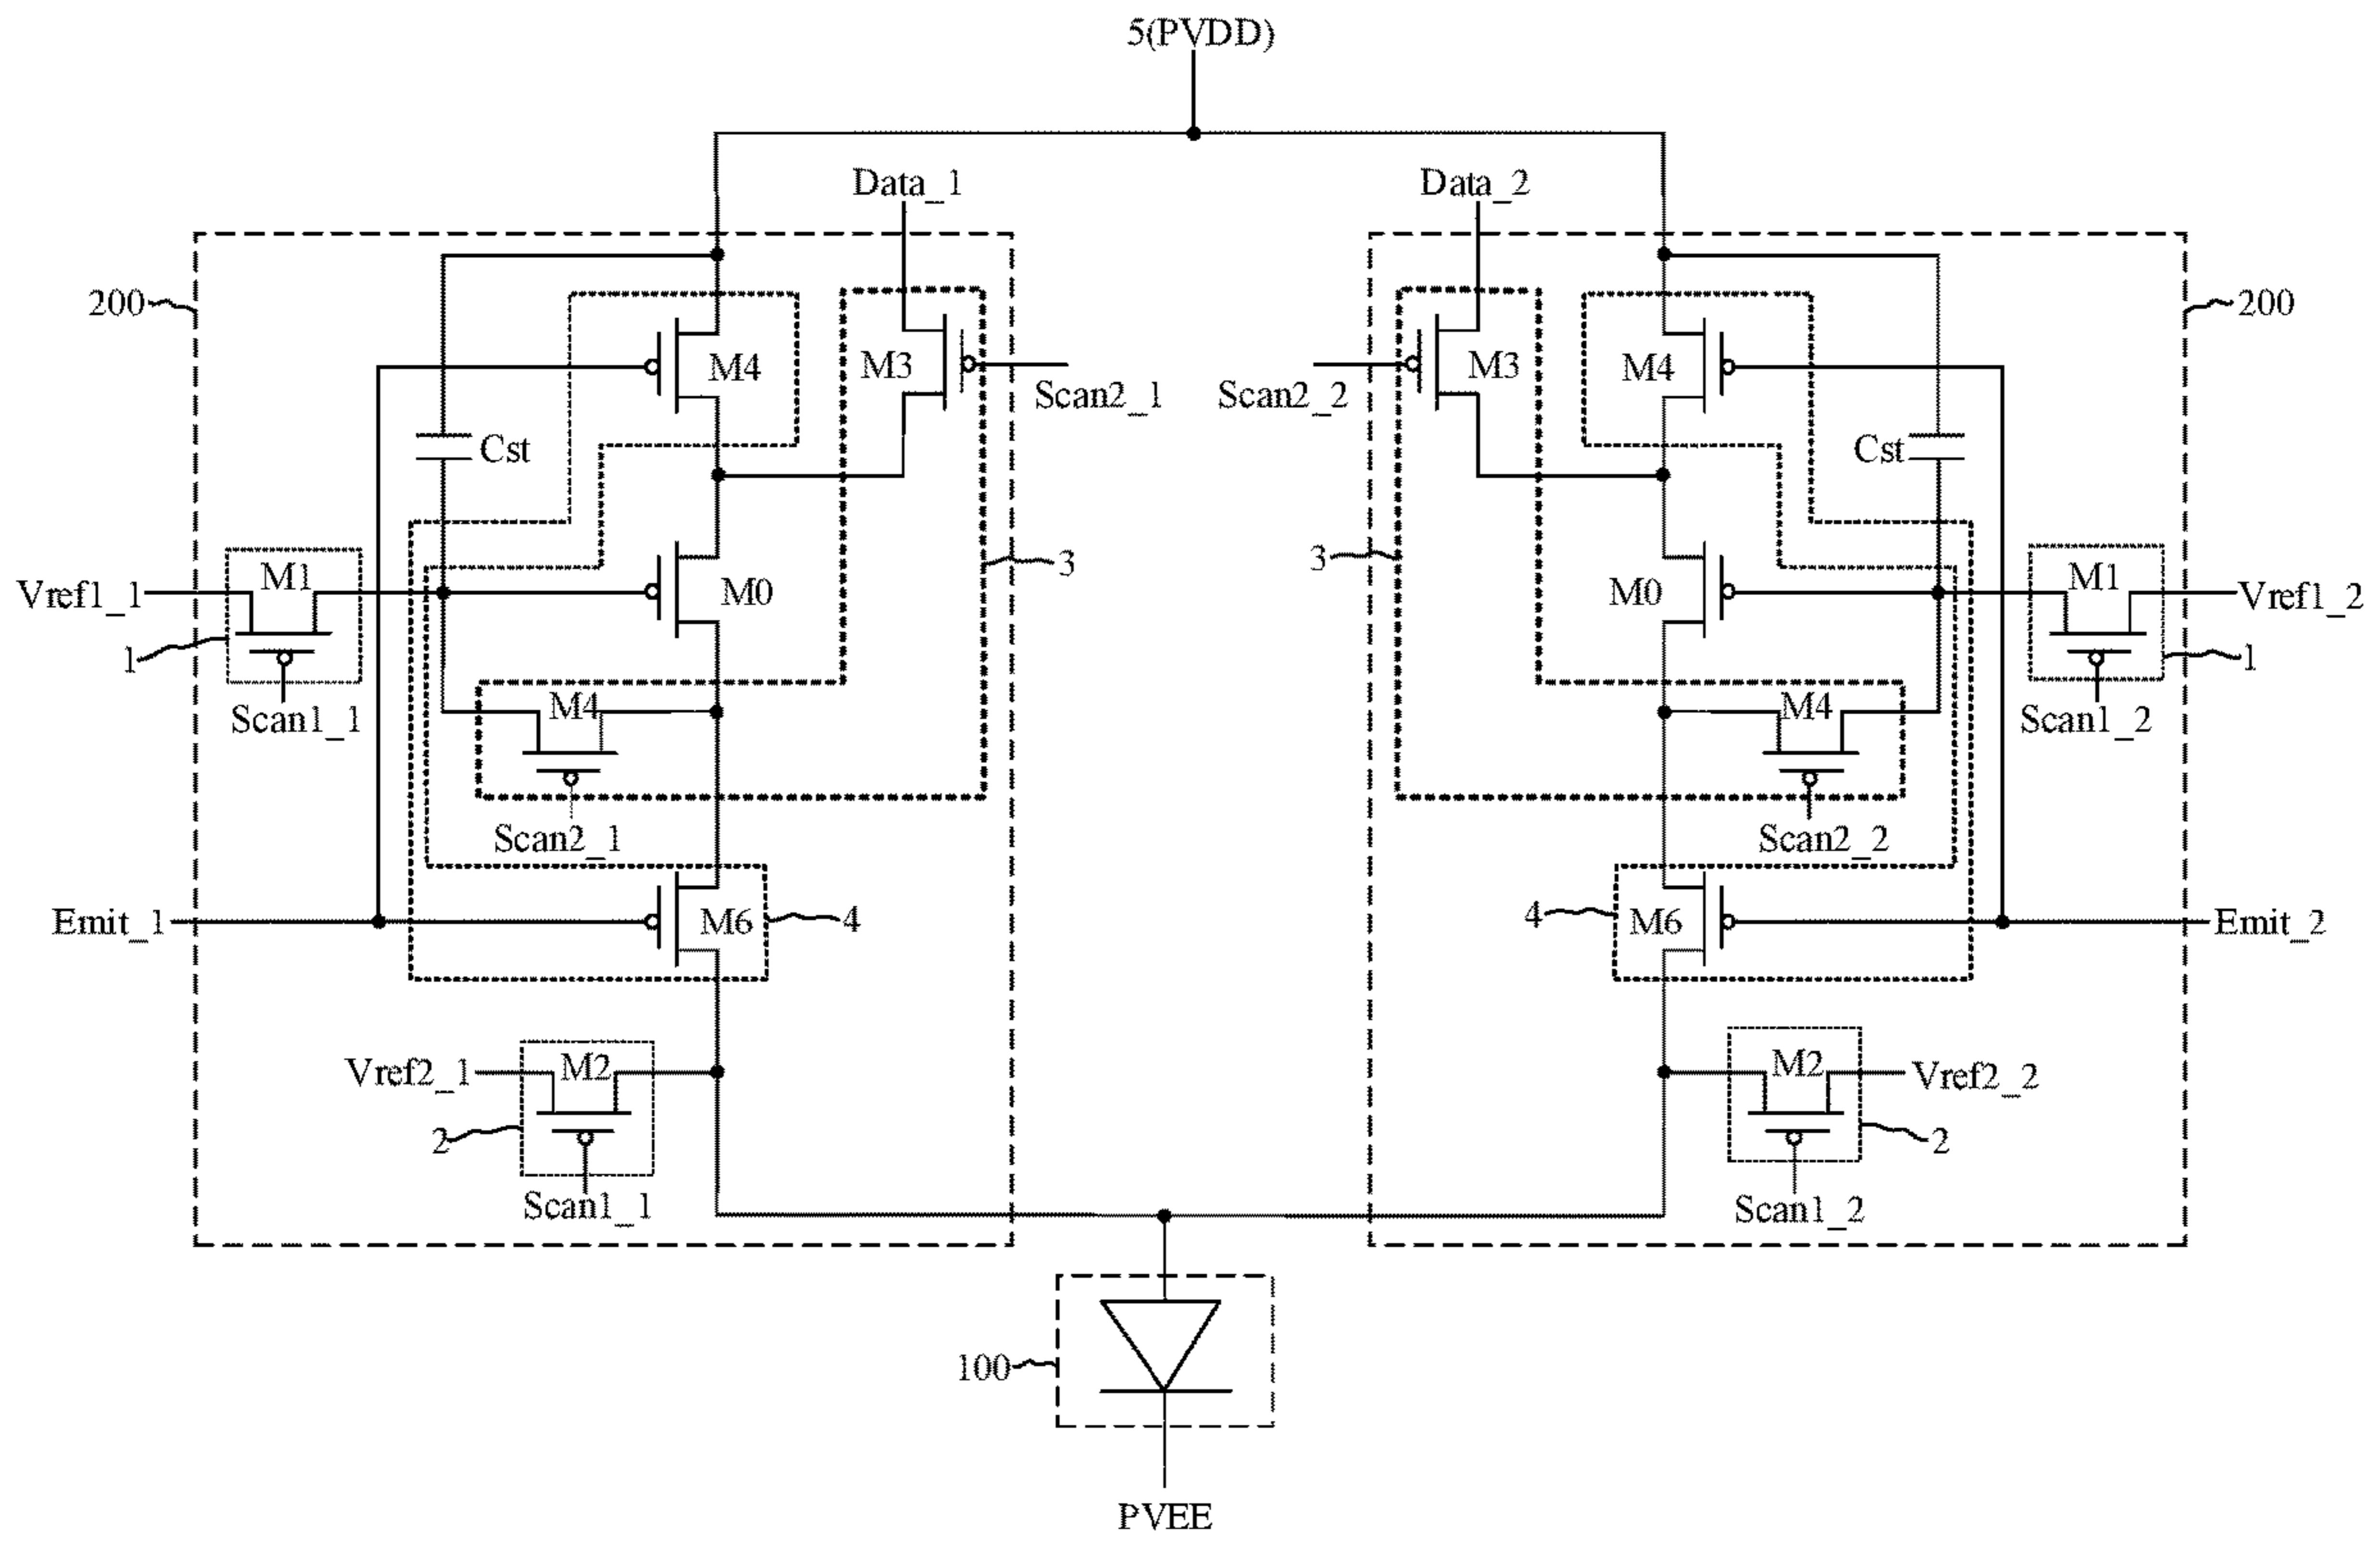 5(PVDD)
Data_1
Data_2
200
200
M4
M3
M3
M4
Scan2_1
Scan2_2
Cst
Cst
3
3
M1
M0
M0
M1
Vref1_1
Vref1_2
1
1
Scan1_1
M4
M4
Scan1_2
Scan2_1
Scan2_2
Emit_1
M6
4
4
M6
Emit_2
Vref2_1
M2
M2
Vref2_2
2
2
Scan1_1
Scan1_2
100
PVEE